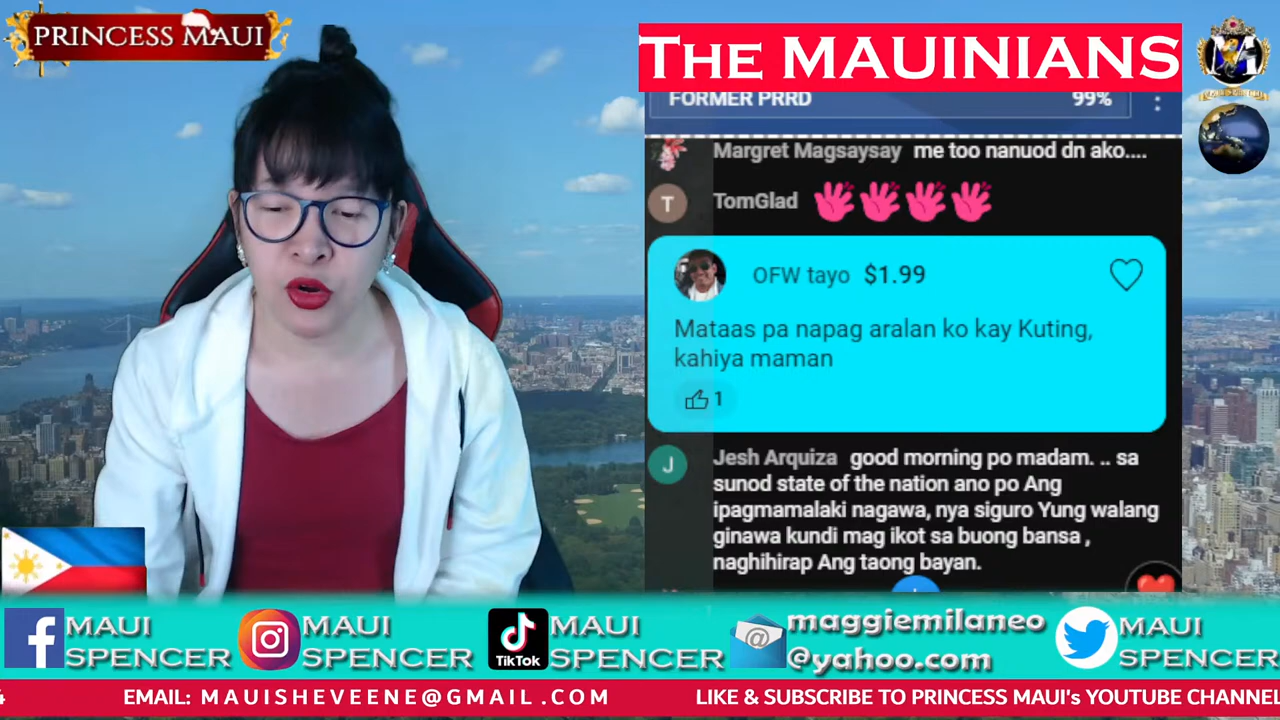 PRINCESS MAUI
THE MAUINIANS
M
FORMER PRRD 99%
Margret Magsaysay me too nanuod dn ako....
T TomGlad
OFW tayo $1.99
Mataas pa napag aralan ko kay Kuting,
kahiya maman
1
J Jesh Arquiza good morning po madam. .. sa
sunod state of the nation ano po Ang
ipagmamalaki nagawa, nya siguro Yung walang
ginawa kundi mag ikot sa buong bansa ,
naghihirap Ang taong bayan.
MAUI
SPENCER
MAUI
SPENCER
TikTok
MAUI
SPENCER
maggiemilaneo
@yahoo.com
MAUI
SPENCER
EMAIL: MAUISHEVEENE@GMAIL.COM LIKE & SUBSCRIBE TO PRINCESS MAUI's YOUTUBE CHANNEL